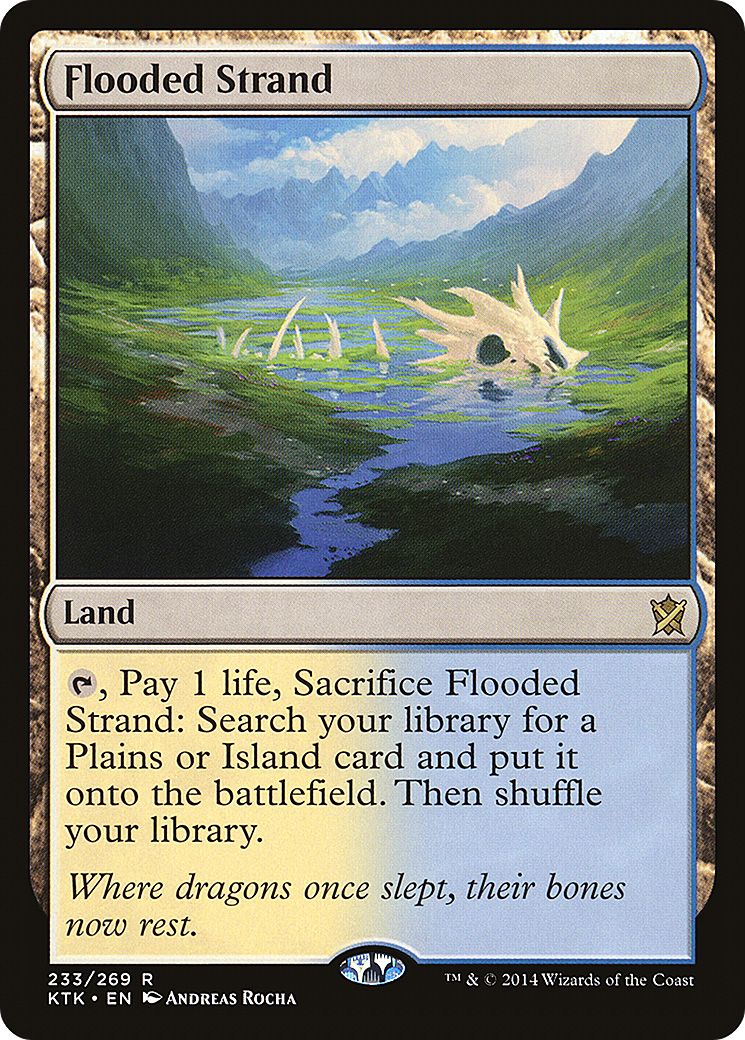 Flooded Strand
Land
, Pay 1 life, Sacrifice Flooded
Strand: Search your library for a
Plains or Island card and put it
onto the battlefield. Then shuffle
your library.
Where dragons once slept, their bones
now rest.
233/269 R
KTK • EN ANDREAS ROCHA
™ & © 2014 Wizards of the Coast